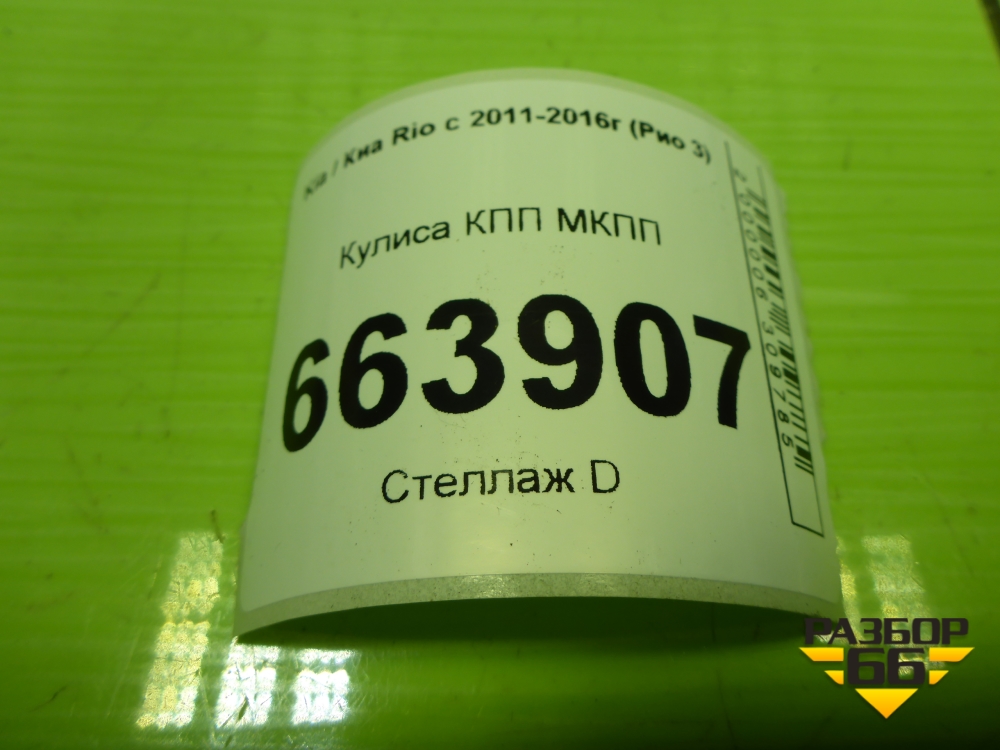 Kia / Киа Rio с 2011-2016г (Рио 3)
Кулиса КПП МКПП
663907
Стеллаж D
2000006309785
РАЗБОР
66